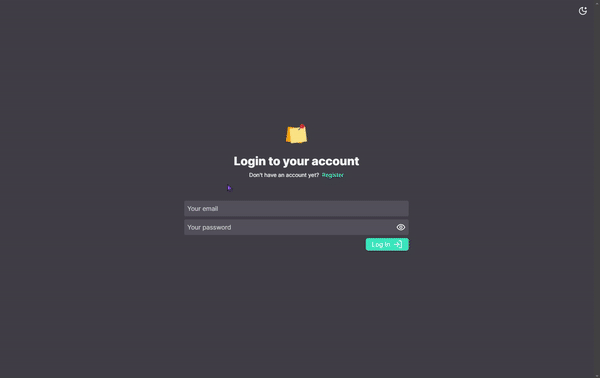 Login to your account
Don't have an account yet? Register
Your email
Your password
Log in